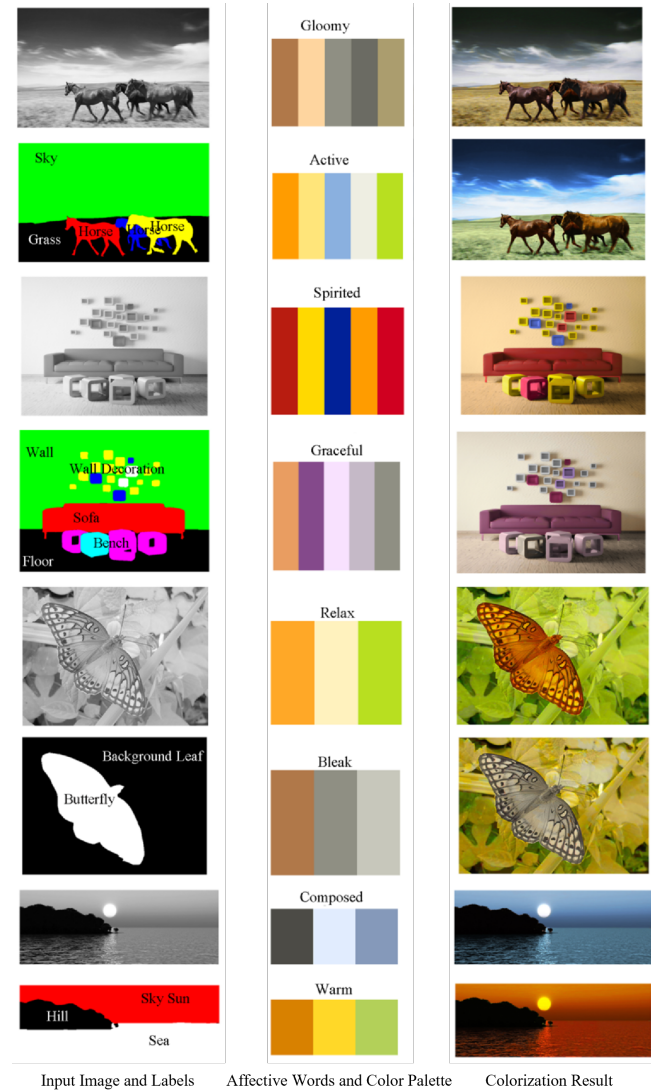 Gloomy
Sky
Grass
Horse
Horse
Horse
Active
Spirited
Wall
Wall Decoration
Sofa
Bench
Floor
Graceful
Relax
Background Leaf
Butterfly
Bleak
Composed
Sky Sun
Hill
Sea
Warm
Input Image and Labels
Affective Words and Color Palette
Colorization Result